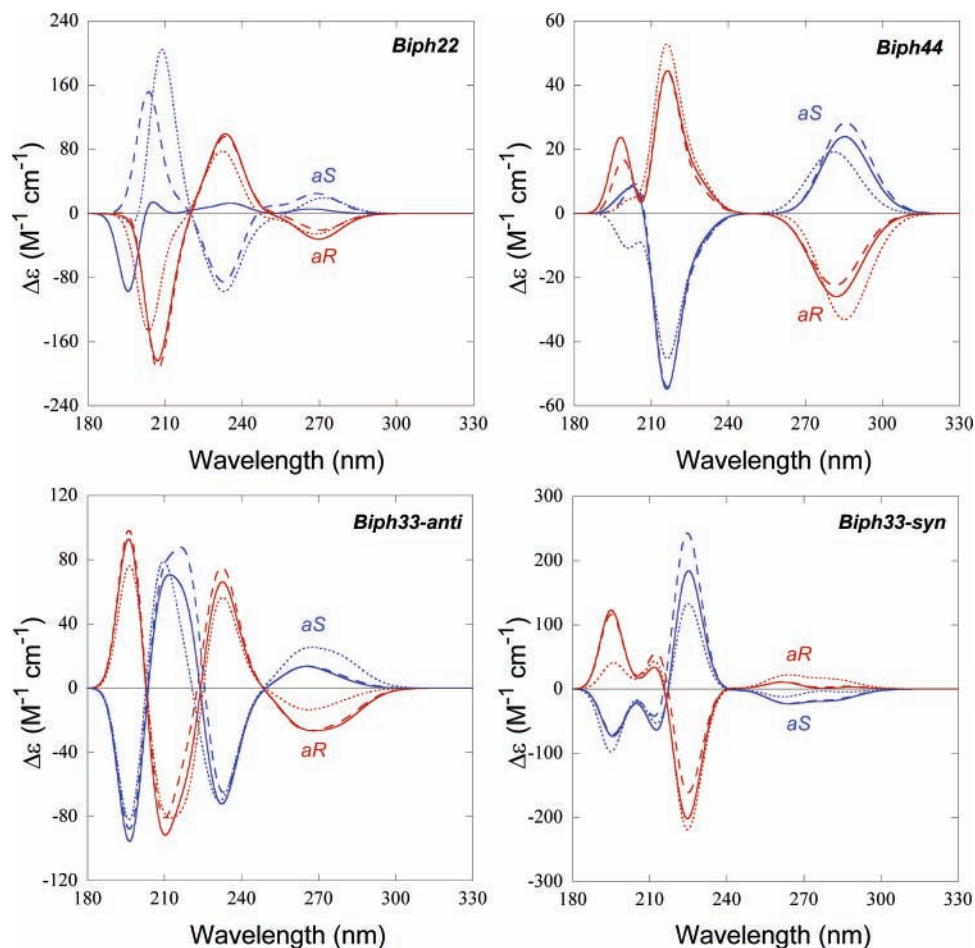 Biph22
240
160
80
0
-80
-160
-240
Δε (M⁻¹ cm⁻¹)
aS
aR
180 210 240 270 300 330
Wavelength (nm)
Biph44
60
40
20
0
-20
-40
-60
Δε (M⁻¹ cm⁻¹)
aS
aR
180 210 240 270 300 330
Wavelength (nm)
Biph33-anti
120
80
40
0
-40
-80
-120
Δε (M⁻¹ cm⁻¹)
aS
aR
180 210 240 270 300 330
Wavelength (nm)
Biph33-syn
300
200
100
0
-100
-200
-300
Δε (M⁻¹ cm⁻¹)
aR
aS
180 210 240 270 300 330
Wavelength (nm)